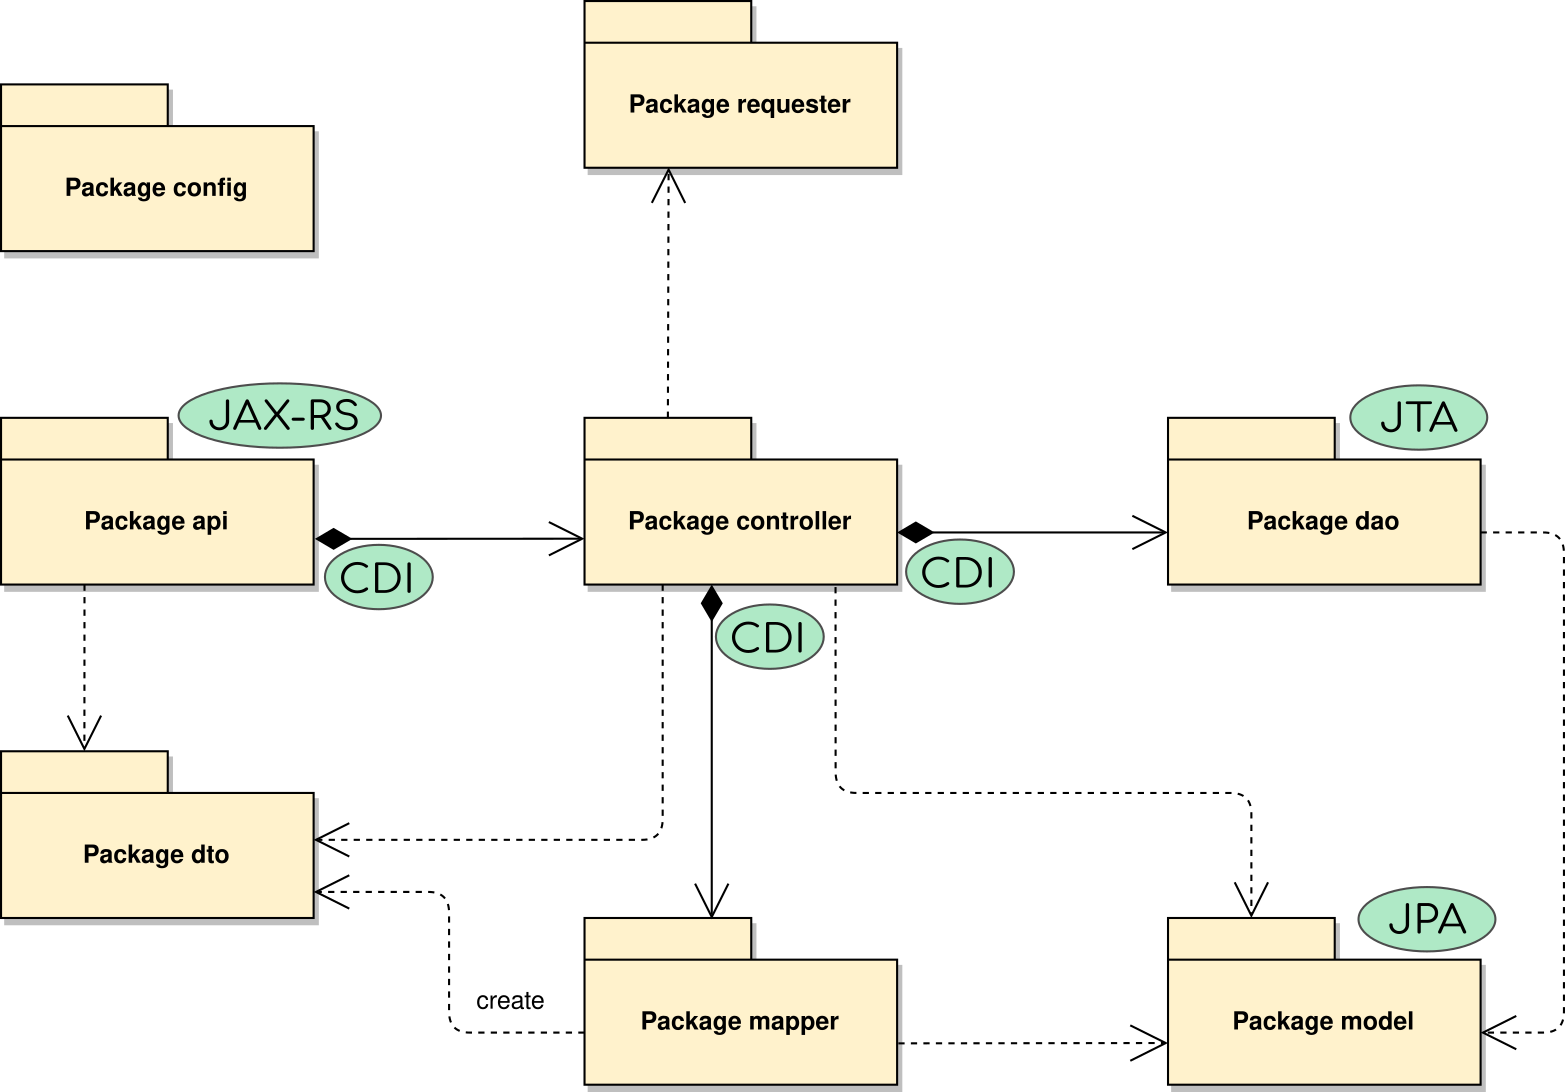 Package requester
Package config
JAX-RS
JTA
Package api
Package controller
Package dao
CDI
CDI
CDI
Package dto
JPA
create
Package mapper
Package model